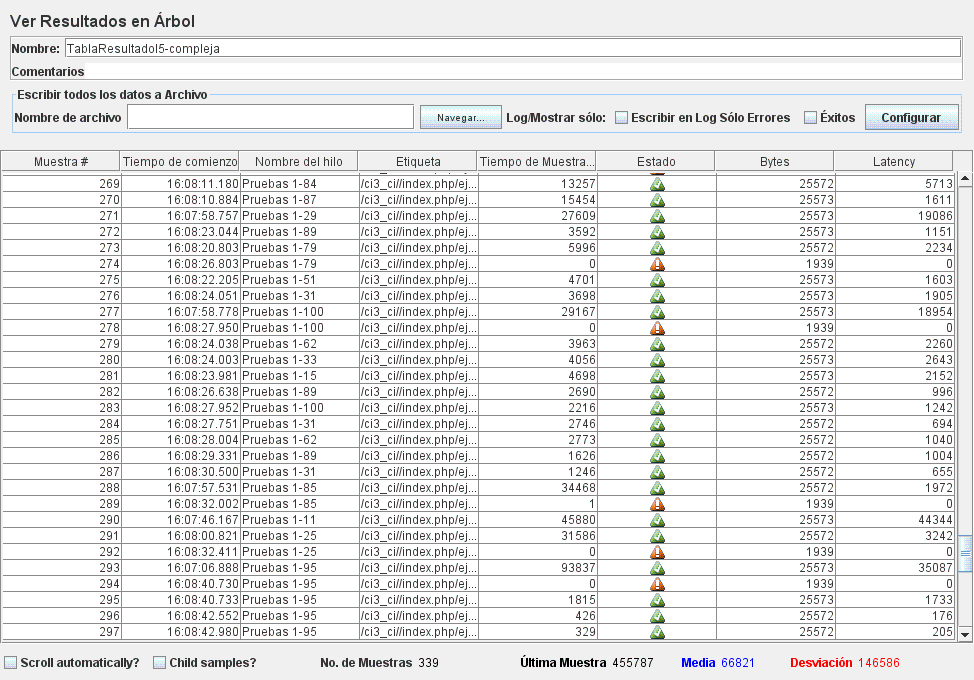 Ver Resultados en Árbol
Nombre: TablaResultadol5-compleja
Comentarios
Escribir todos los datos a Archivo
Nombre de archivo Navegar... Log/Mostrar sólo: Escribir en Log Sólo Errores Éxitos Configurar
Muestra # Tiempo de comienzo Nombre del hilo Etiqueta Tiempo de Muestra... Estado Bytes Latency
269 16:08:11.180 Pruebas 1-84 /ci3_ci//index.php/ej... 13257 25572 5713
270 16:08:10.884 Pruebas 1-87 /ci3_ci//index.php/ej... 15454 25572 1611
271 16:07:58.757 Pruebas 1-29 /ci3_ci//index.php/ej... 27609 25573 19086
272 16:08:23.044 Pruebas 1-89 /ci3_ci//index.php/ej... 3592 25573 1151
273 16:08:20.803 Pruebas 1-79 /ci3_ci//index.php/ej... 5996 25572 2234
274 16:08:26.803 Pruebas 1-79 /ci3_ci//index.php/ej... 0 1939 0
275 16:08:22.205 Pruebas 1-51 /ci3_ci//index.php/ej... 4701 25573 1603
276 16:08:24.051 Pruebas 1-31 /ci3_ci//index.php/ej... 3698 25573 1905
277 16:07:58.778 Pruebas 1-100 /ci3_ci//index.php/ej... 29167 25573 18954
278 16:08:27.950 Pruebas 1-100 /ci3_ci//index.php/ej... 0 1939 0
279 16:08:24.038 Pruebas 1-62 /ci3_ci//index.php/ej... 3963 25572 2260
280 16:08:24.003 Pruebas 1-33 /ci3_ci//index.php/ej... 4056 25572 2643
281 16:08:23.981 Pruebas 1-15 /ci3_ci//index.php/ej... 4698 25573 2152
282 16:08:26.638 Pruebas 1-89 /ci3_ci//index.php/ej... 2690 25572 996
283 16:08:27.952 Pruebas 1-100 /ci3_ci//index.php/ej... 2216 25573 1242
284 16:08:27.751 Pruebas 1-31 /ci3_ci//index.php/ej... 2746 25572 694
285 16:08:28.004 Pruebas 1-62 /ci3_ci//index.php/ej... 2773 25572 1040
286 16:08:29.331 Pruebas 1-89 /ci3_ci//index.php/ej... 1626 25572 1004
287 16:08:30.500 Pruebas 1-31 /ci3_ci//index.php/ej... 1246 25572 655
288 16:07:57.531 Pruebas 1-85 /ci3_ci//index.php/ej... 34468 25572 1972
289 16:08:32.002 Pruebas 1-85 /ci3_ci//index.php/ej... 1 1939 0
290 16:07:46.167 Pruebas 1-11 /ci3_ci//index.php/ej... 45880 25573 44344
291 16:08:00.821 Pruebas 1-25 /ci3_ci//index.php/ej... 31586 25572 3242
292 16:08:32.411 Pruebas 1-25 /ci3_ci//index.php/ej... 0 1939 0
293 16:07:06.888 Pruebas 1-95 /ci3_ci//index.php/ej... 93837 25572 35087
294 16:08:40.730 Pruebas 1-95 /ci3_ci//index.php/ej... 0 1939 0
295 16:08:40.733 Pruebas 1-95 /ci3_ci//index.php/ej... 1815 25573 1733
296 16:08:42.552 Pruebas 1-95 /ci3_ci//index.php/ej... 426 25572 176
297 16:08:42.980 Pruebas 1-95 /ci3_ci//index.php/ej... 329 25572 205
Scroll automatically? Child samples? No. de Muestras 339 Última Muestra 455787 Media 66821 Desviación 146586